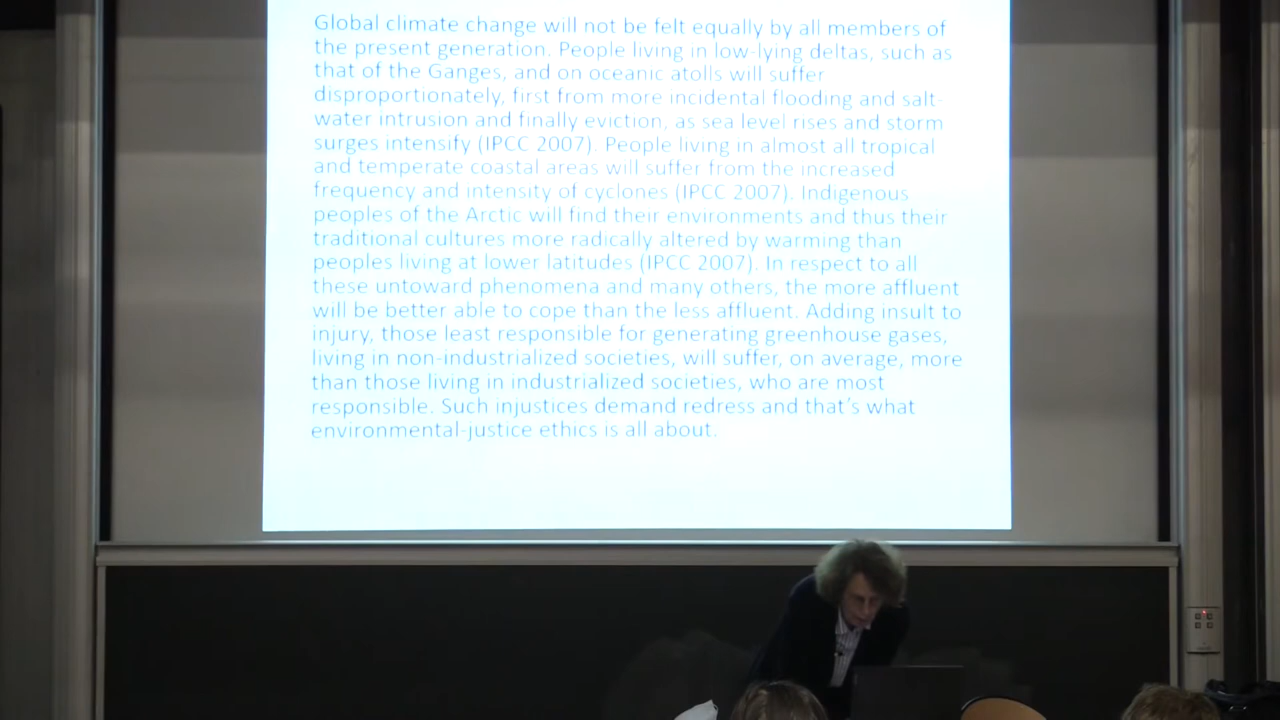 Global climate change will not be felt equally by all members of
the present generation. People living in low-lying deltas, such as
that of the Ganges, and on oceanic atolls will suffer
disproportionately, first from more incidental flooding and salt-
water intrusion and finally eviction, as sea level rises and storm
surges intensify (IPCC 2007). People living in almost all tropical
and temperate coastal areas will suffer from the increased
frequency and intensity of cyclones (IPCC 2007). Indigenous
peoples of the Arctic will find their environments and thus their
traditional cultures more radically altered by warming than
peoples living at lower latitudes (IPCC 2007). In respect to all
these untoward phenomena and many others, the more affluent
will be better able to cope than the less affluent. Adding insult to
injury, those least responsible for generating greenhouse gases,
living in non-industrialized societies, will suffer, on average, more
than those living in industrialized societies, who are most
responsible. Such injustices demand redress and that's what
environmental-justice ethics is all about.